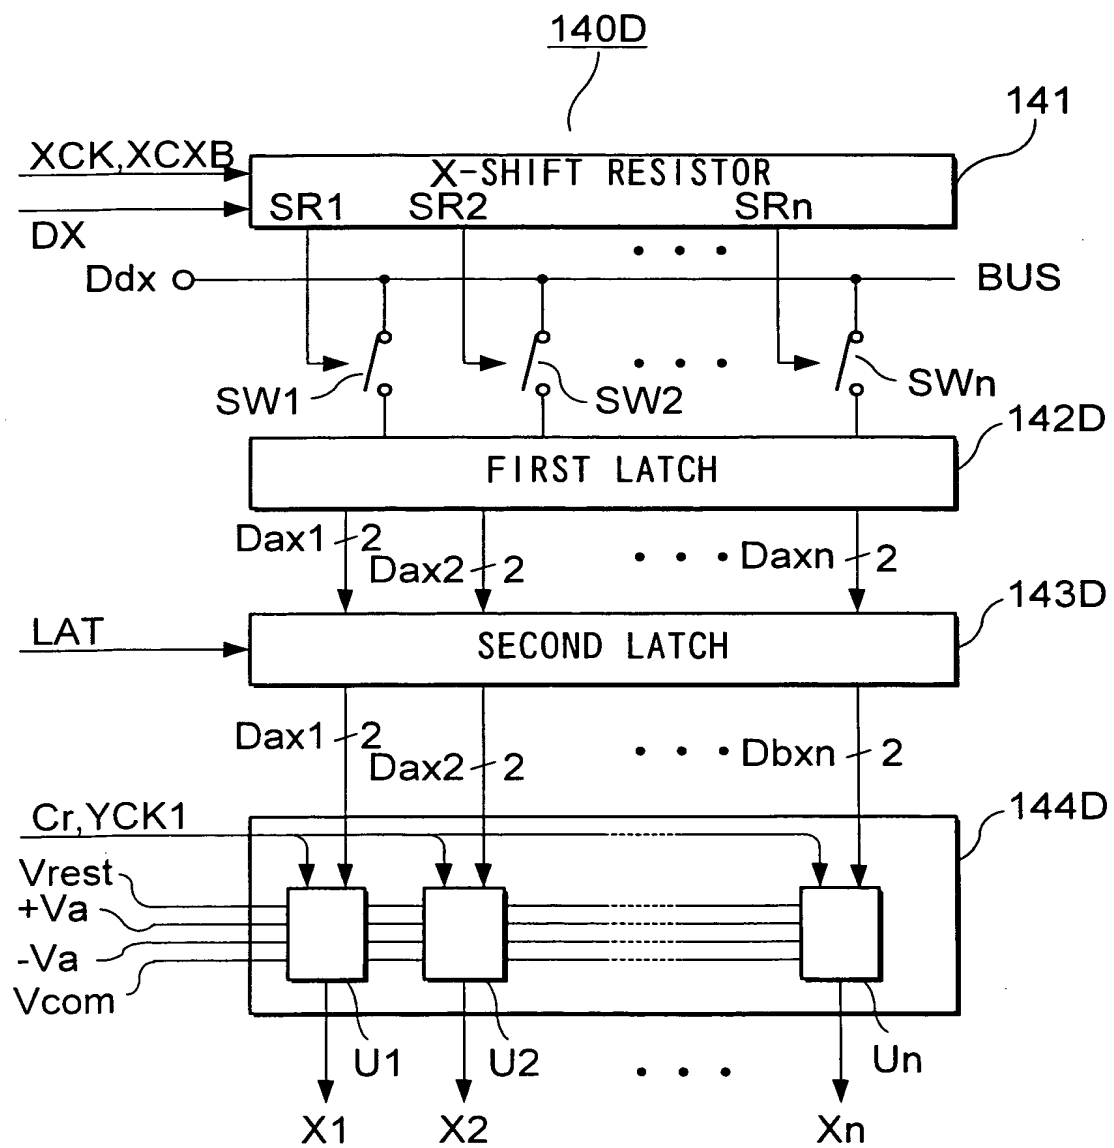 140D
141
XCK,XCXB
X-SHIFT RESISTOR
SR1 SR2 SRn
DX
Ddx BUS
SW1 SW2 SWn
142D
FIRST LATCH
Dax1 2 Dax2 2 Daxn 2
143D
LAT
SECOND LATCH
Dax1 2 Dax2 2 Dbxn 2
144D
Cr,YCK1
Vrest
+Va
-Va
Vcom
U1 U2 Un
X1 X2 Xn